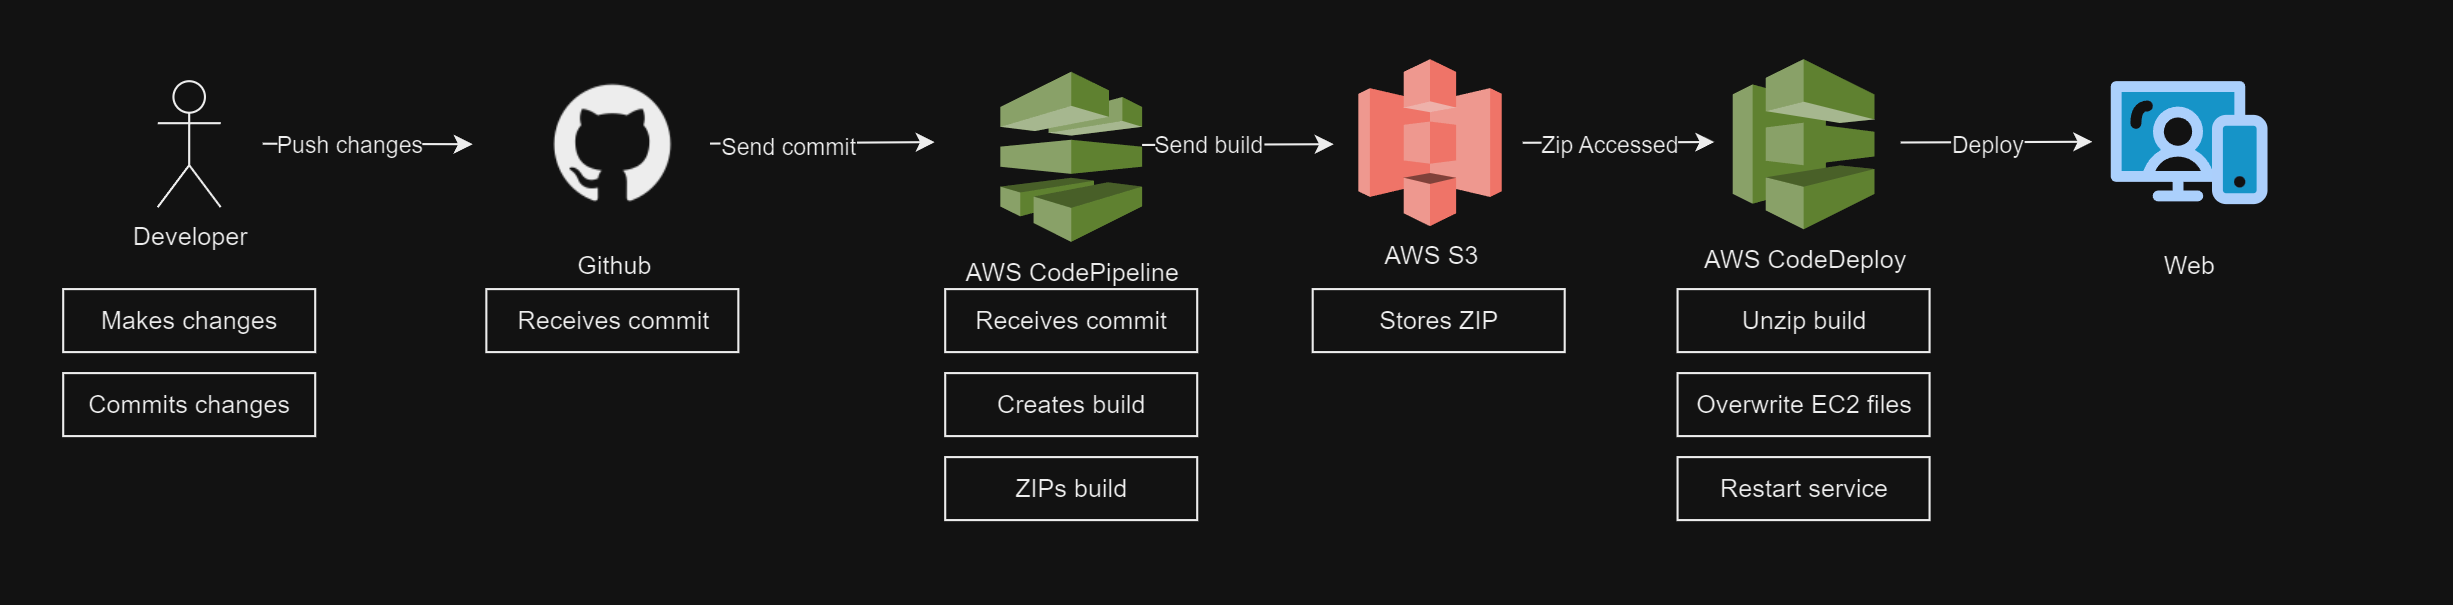 Push changes
Send commit
Send build
Zip Accessed
Deploy
Developer
Github
AWS CodePipeline
AWS S3
AWS CodeDeploy
Web
Makes changes
Receives commit
Receives commit
Stores ZIP
Unzip build
Commits changes
Creates build
Overwrite EC2 files
ZIPs build
Restart service